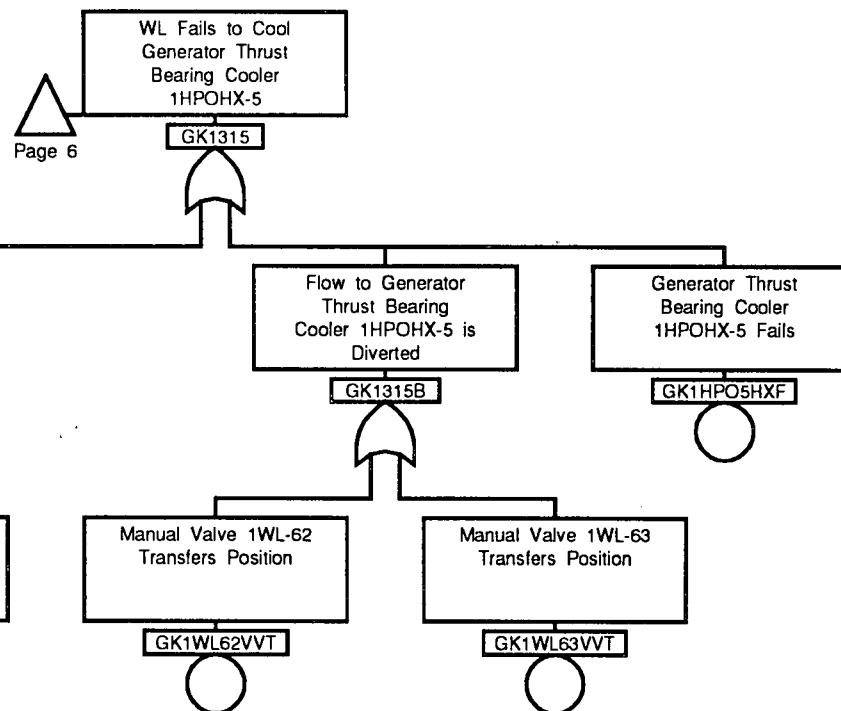 WL Fails to Cool
Generator Thrust
Bearing Cooler
1HPOHX-5
Page 6
GK1315
Flow to Generator
Thrust Bearing
Cooler 1HPOHX-5 is
Diverted
GK1315B
Generator Thrust
Bearing Cooler
1HPOHX-5 Fails
GK1HPO5HXF
Manual Valve 1WL-62
Transfers Position
GK1WL62VVT
Manual Valve 1WL-63
Transfers Position
GK1WL63VVT